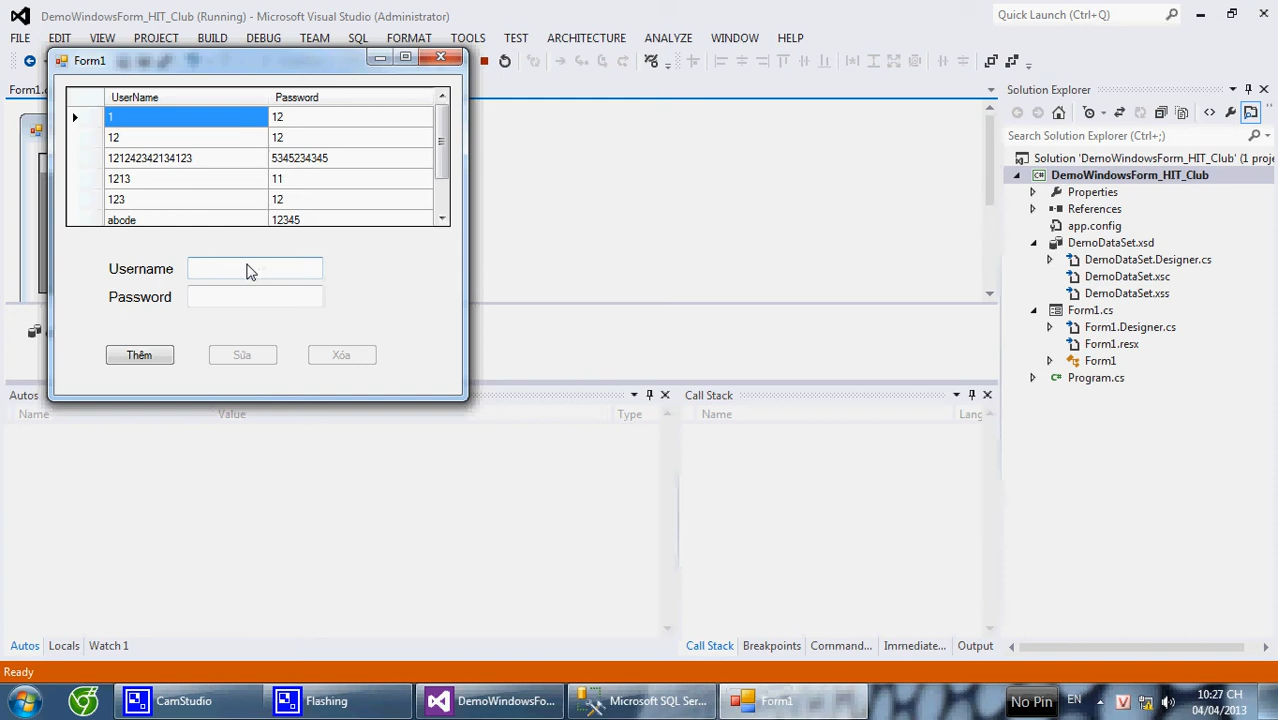 DemoWindowsForm_HIT_Club (Running) - Microsoft Visual Studio (Administrator)
Quick Launch (Ctrl+Q)
FILE EDIT VIEW PROJECT BUILD DEBUG TEAM SQL FORMAT TOOLS TEST ARCHITECTURE ANALYZE WINDOW HELP
Form1
Form1.c
UserName Password
1 12
12 12
121242342134123 5345234345
1213 11
123 12
abcde 12345
Username
Password
Thêm Sửa Xóa
Solution Explorer
Search Solution Explorer (Ctrl+;)
Solution 'DemoWindowsForm_HIT_Club' (1 proje
DemoWindowsForm_HIT_Club
Properties
References
app.config
DemoDataSet.xsd
DemoDataSet.Designer.cs
DemoDataSet.xsc
DemoDataSet.xss
Form1.cs
Form1.Designer.cs
Form1.resx
Form1
Program.cs
Autos
Name Value Type
Call Stack
Name Lang
Autos Locals Watch 1
Call Stack Breakpoints Command... Immediate... Output
Ready
CamStudio Flashing DemoWindowsFo... Microsoft SQL Ser... Form1
No Pin EN 10:27 CH
04/04/2013